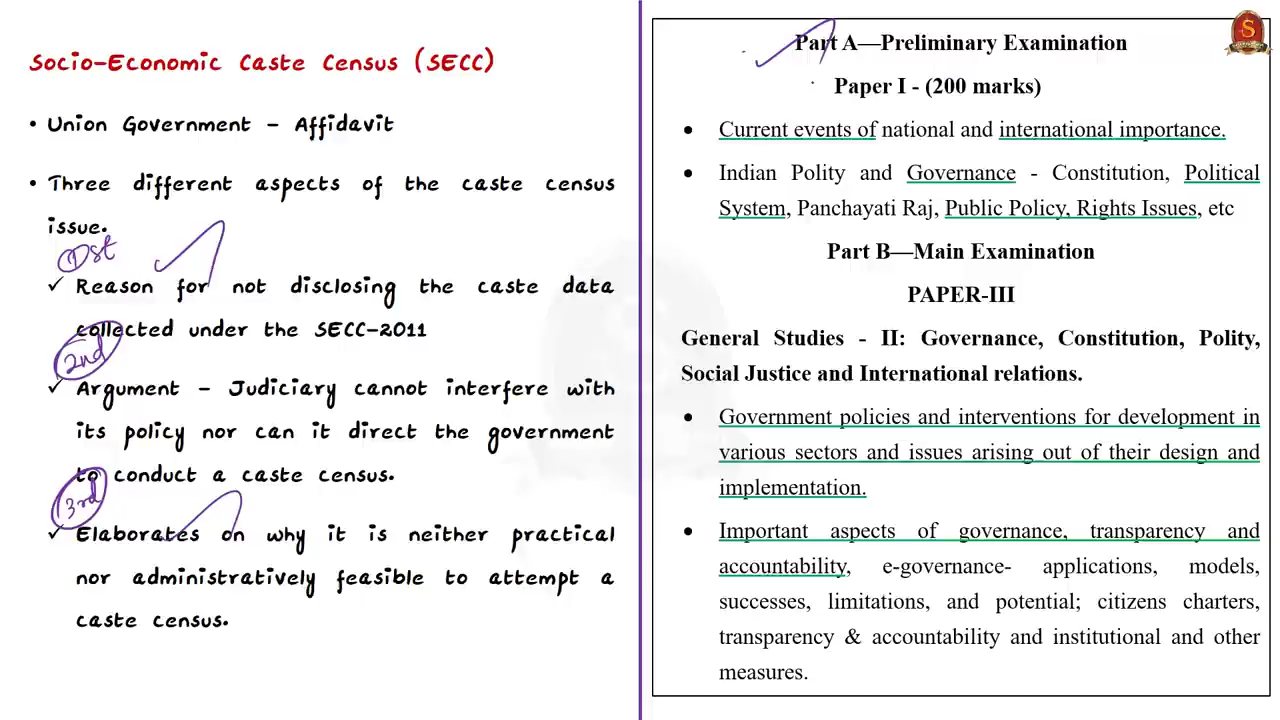 Socio-Economic Caste Census (SECC)
• Union Government - Affidavit
• Three different aspects of the caste census
issue.
1st
✓ Reason for not disclosing the caste data
collected under the SECC-2011
2nd
✓ Argument - Judiciary cannot interfere with
its policy nor can it direct the government
to conduct a caste census.
3rd
✓ Elaborates on why it is neither practical
nor administratively feasible to attempt a
caste census.
Part A—Preliminary Examination
Paper I - (200 marks)
• Current events of national and international importance.
• Indian Polity and Governance - Constitution, Political
System, Panchayati Raj, Public Policy, Rights Issues, etc
Part B—Main Examination
PAPER-III
General Studies - II: Governance, Constitution, Polity,
Social Justice and International relations.
• Government policies and interventions for development in
various sectors and issues arising out of their design and
implementation.
• Important aspects of governance, transparency and
accountability, e-governance- applications, models,
successes, limitations, and potential; citizens charters,
transparency & accountability and institutional and other
measures.
S